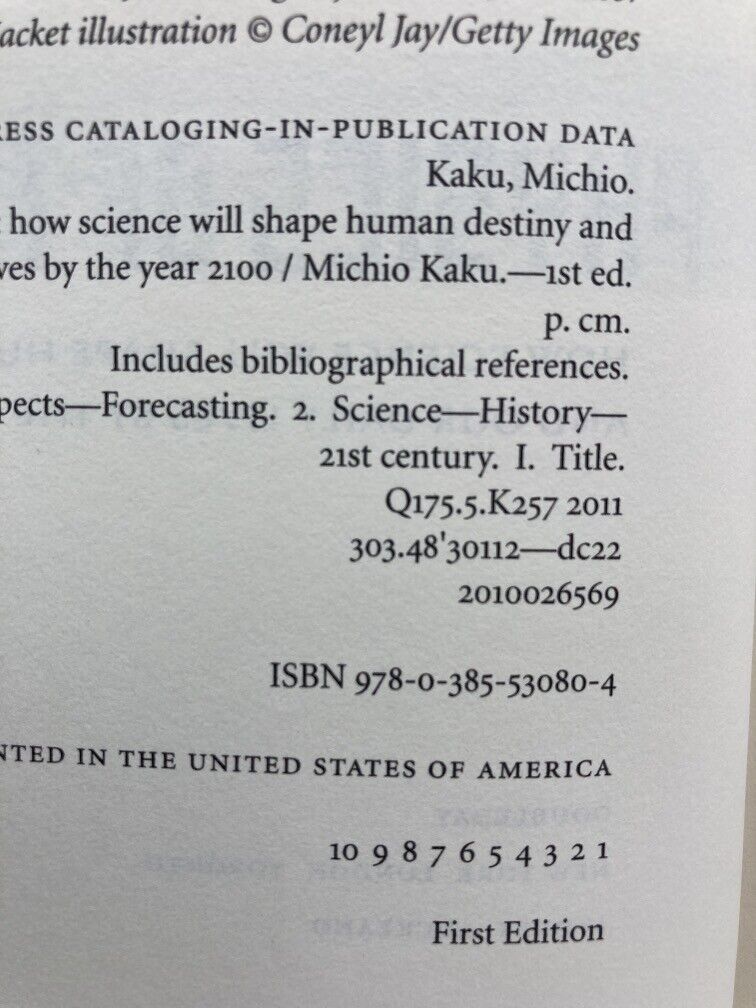 acket illustration © Coneyl Jay/Getty Images
RESS CATALOGING-IN-PUBLICATION DATA
Kaku, Michio.
: how science will shape human destiny and
ves by the year 2100 / Michio Kaku.—1st ed.
p. cm.
Includes bibliographical references.
pects—Forecasting. 2. Science—History—
21st century. I. Title.
Q175.5.K257 2011
303.48'30112—dc22
2010026569
ISBN 978-0-385-53080-4
NTED IN THE UNITED STATES OF AMERICA
10 9 8 7 6 5 4 3 2 1
First Edition